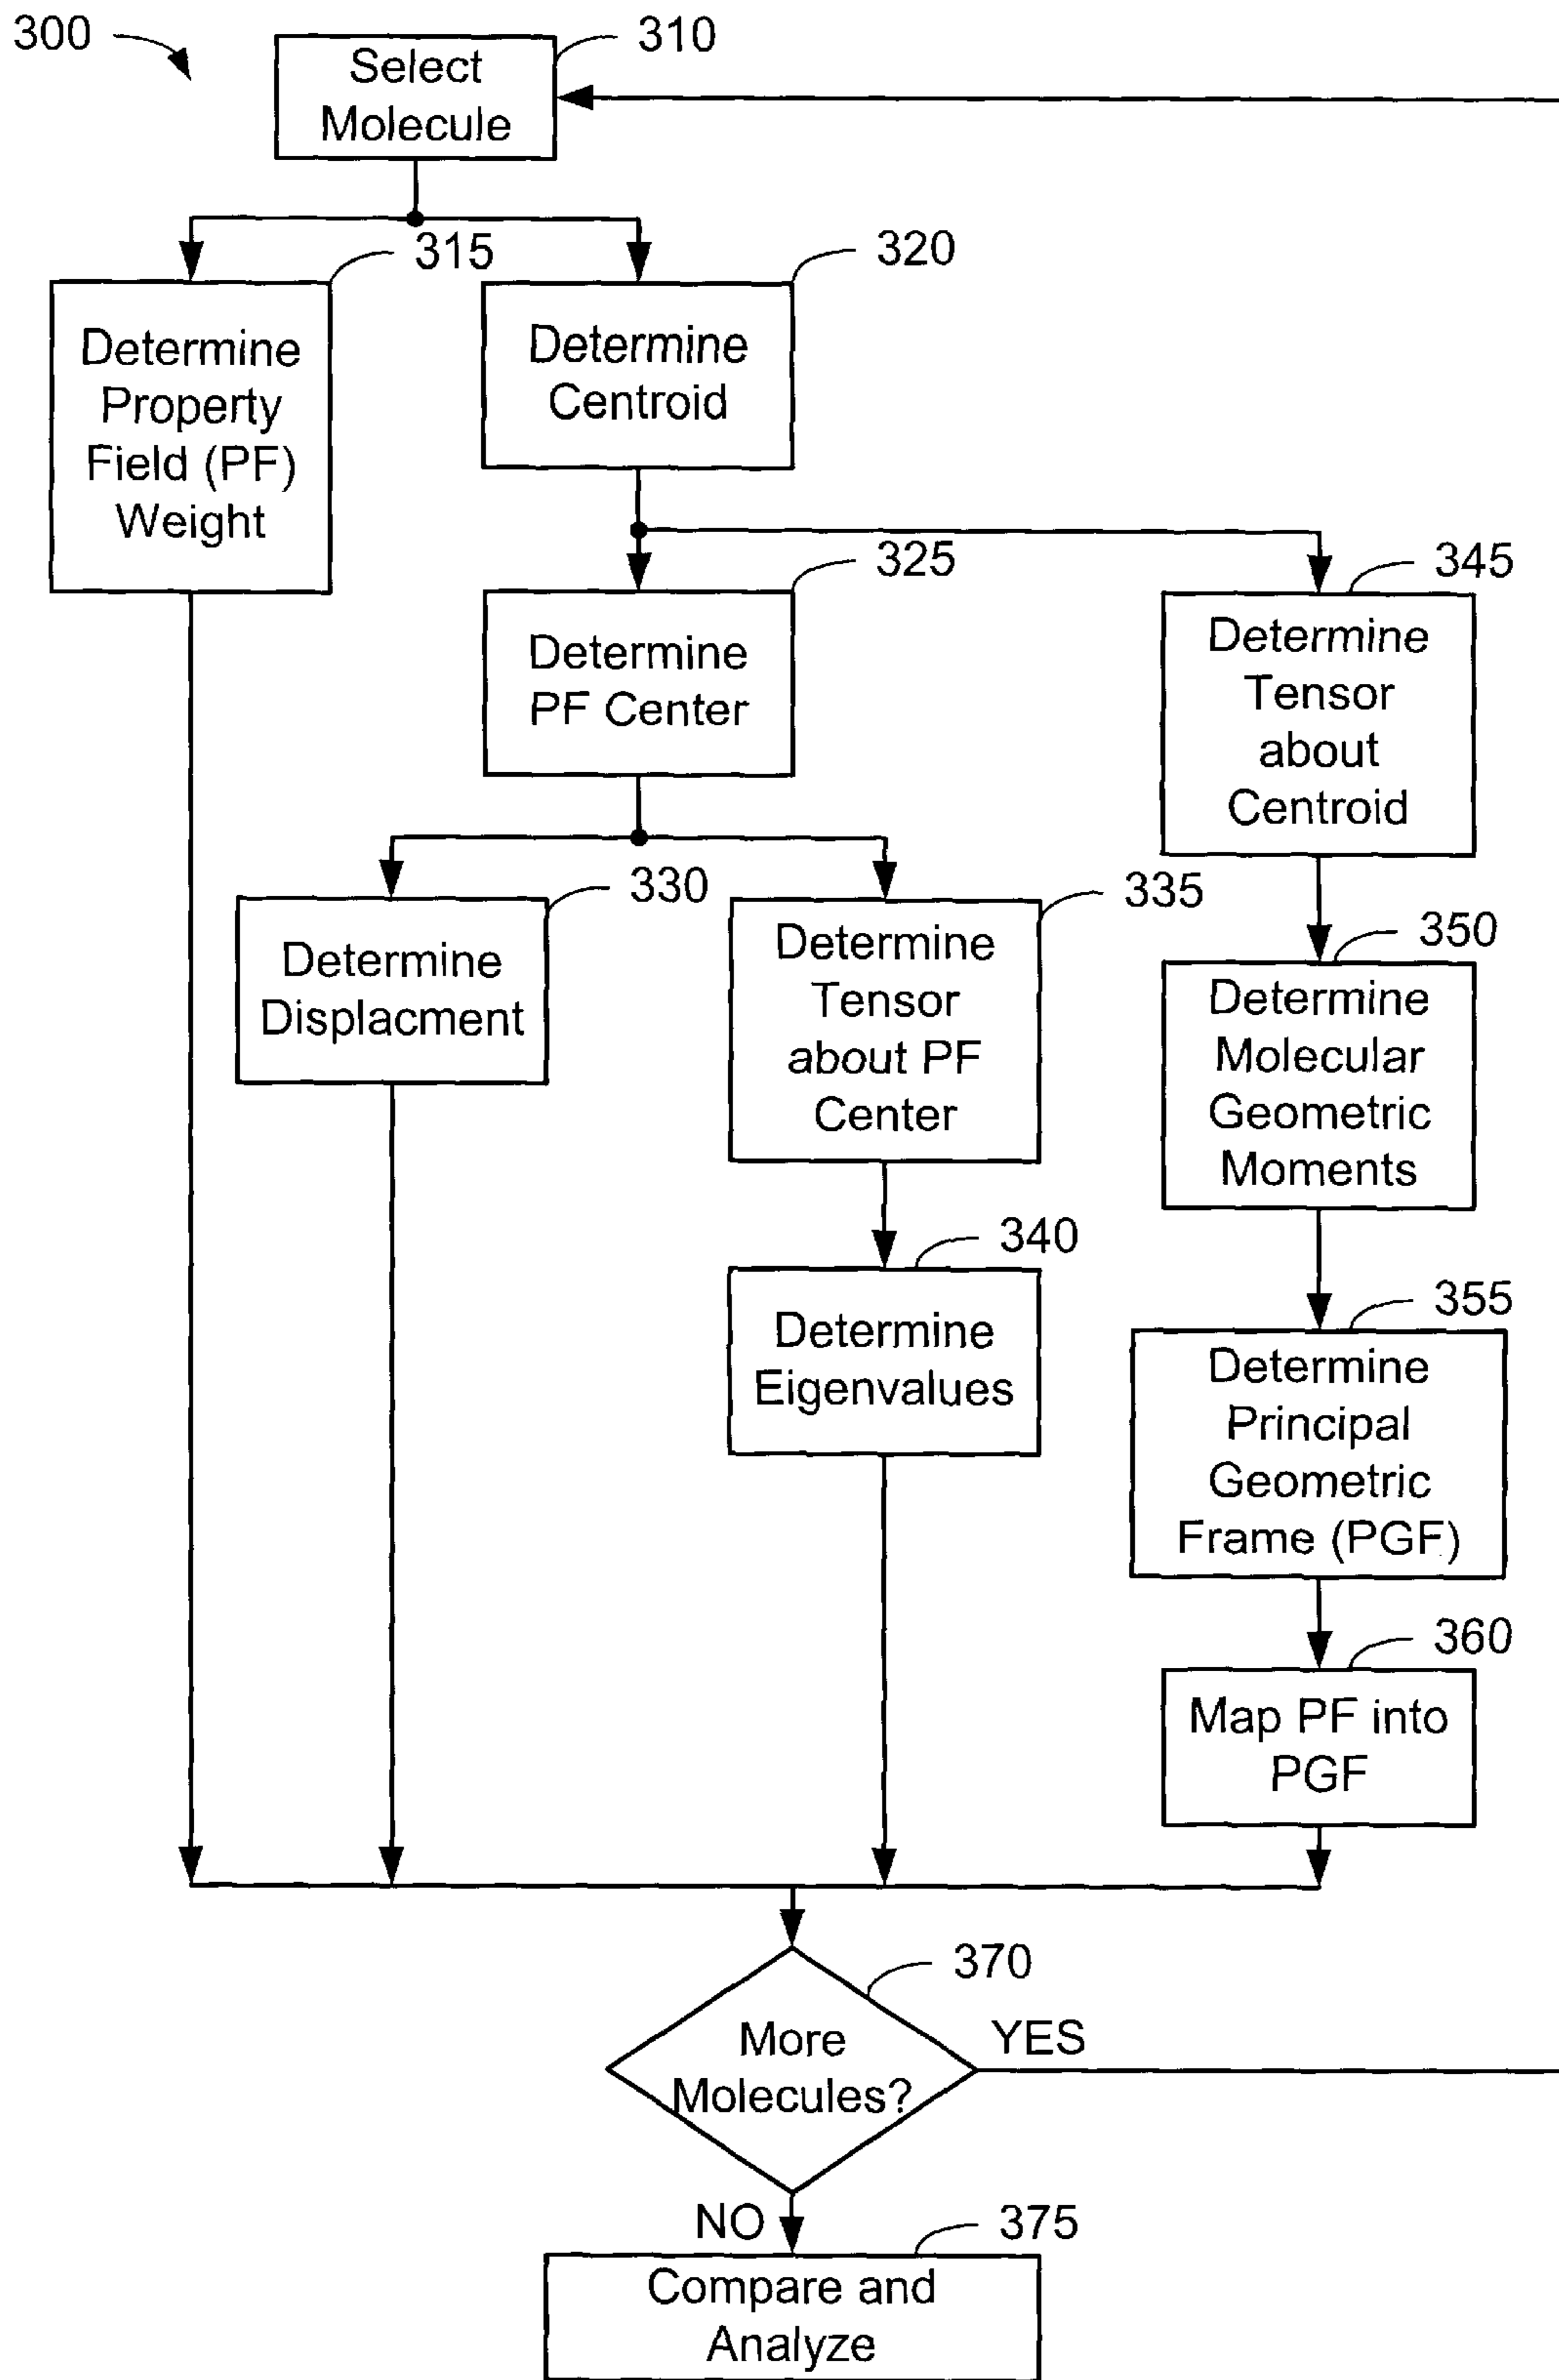 300
310
Select
Molecule
315
320
Determine
Property
Field (PF)
Weight
Determine
Centroid
325
345
Determine
PF Center
Determine
Tensor
about
Centroid
330
335
Determine
Displacment
Determine
Tensor
about PF
Center
350
Determine
Molecular
Geometric
Moments
340
Determine
Eigenvalues
355
Determine
Principal
Geometric
Frame (PGF)
360
Map PF into
PGF
370
More
Molecules?
YES
NO
375
Compare and
Analyze